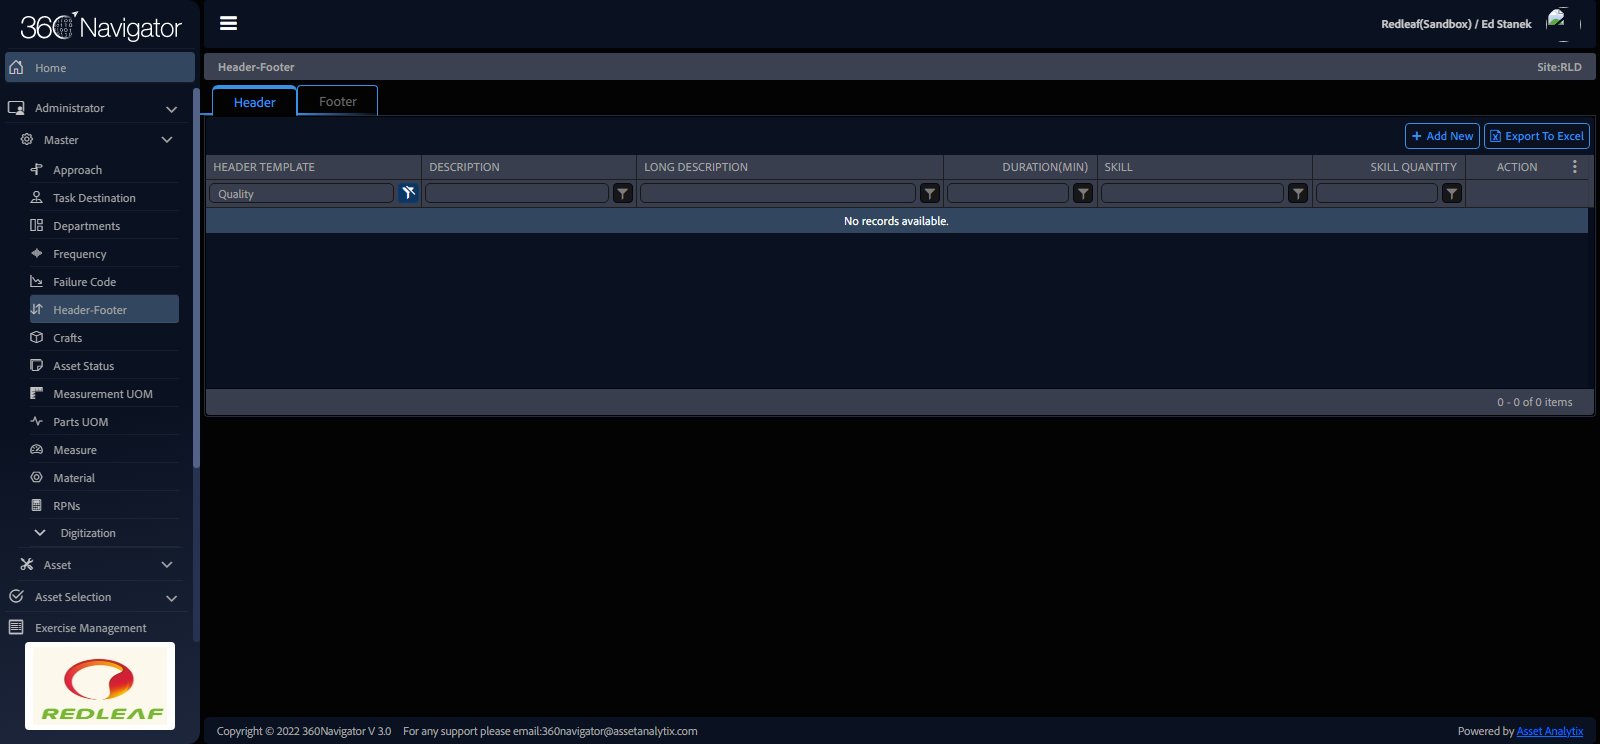 360 Navigator
Redleaf(Sandbox) / Ed Stanek
Home
Header-Footer
Site:RLD
Administrator
Header
Footer
Master
Add New
Export To Excel
Approach
HEADER TEMPLATE
DESCRIPTION
LONG DESCRIPTION
DURATION(MIN)
SKILL
SKILL QUANTITY
ACTION
Task Destination
Quality
Departments
No records available.
Frequency
Failure Code
Header-Footer
Crafts
Asset Status
Measurement UOM
0 - 0 of 0 items
Parts UOM
Measure
Material
RPNs
Digitization
Asset
Asset Selection
Exercise Management
REDLEAF
Copyright © 2022 360Navigator V 3.0
For any support please email:360navigator@assetanalytix.com
Powered by Asset Analytix